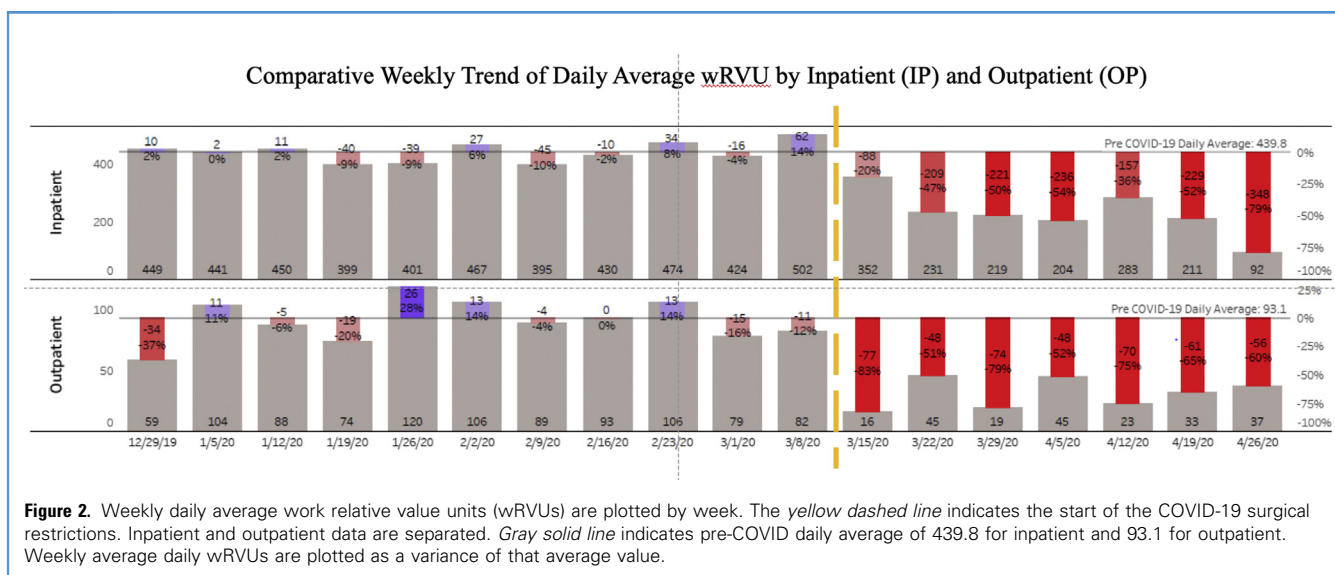 Comparative Weekly Trend of Daily Average wRVU by Inpatient (IP) and Outpatient (OP)
10 2 11 -40 -39 27 -45 -10 34 -16 62 -88 -209 -221 -236 -157 -229 -348
2% 0% 2% -9% -9% 6% -10% -2% 8% -4% 14% -20% -47% -50% -54% -36% -52% -79%
Pre COVID-19 Daily Average: 439.8
Inpatient
400
200
0
0%
-25%
-50%
-75%
-100%
449 441 450 399 401 467 395 430 474 424 502 352 231 219 204 283 211 92
-34 11 -5 -19 26 13 -4 0 13 -15 -11 -77 -48 -74 -48 -70 -61 -56
-37% 11% -6% -20% 28% 14% -4% 0% 14% -16% -12% -83% -51% -79% -52% -75% -65% -60%
Pre COVID-19 Daily Average: 93.1
Outpatient
100
50
0
25%
0%
-25%
-50%
-75%
-100%
59 104 88 74 120 106 89 93 106 79 82 16 45 19 45 23 33 37
12/29/19 1/5/20 1/12/20 1/19/20 1/26/20 2/2/20 2/9/20 2/16/20 2/23/20 3/1/20 3/8/20 3/15/20 3/22/20 3/29/20 4/5/20 4/12/20 4/19/20 4/26/20
Figure 2. Weekly daily average work relative value units (wRVUs) are plotted by week. The yellow dashed line indicates the start of the COVID-19 surgical
restrictions. Inpatient and outpatient data are separated. Gray solid line indicates pre-COVID daily average of 439.8 for inpatient and 93.1 for outpatient.
Weekly average daily wRVUs are plotted as a variance of that average value.